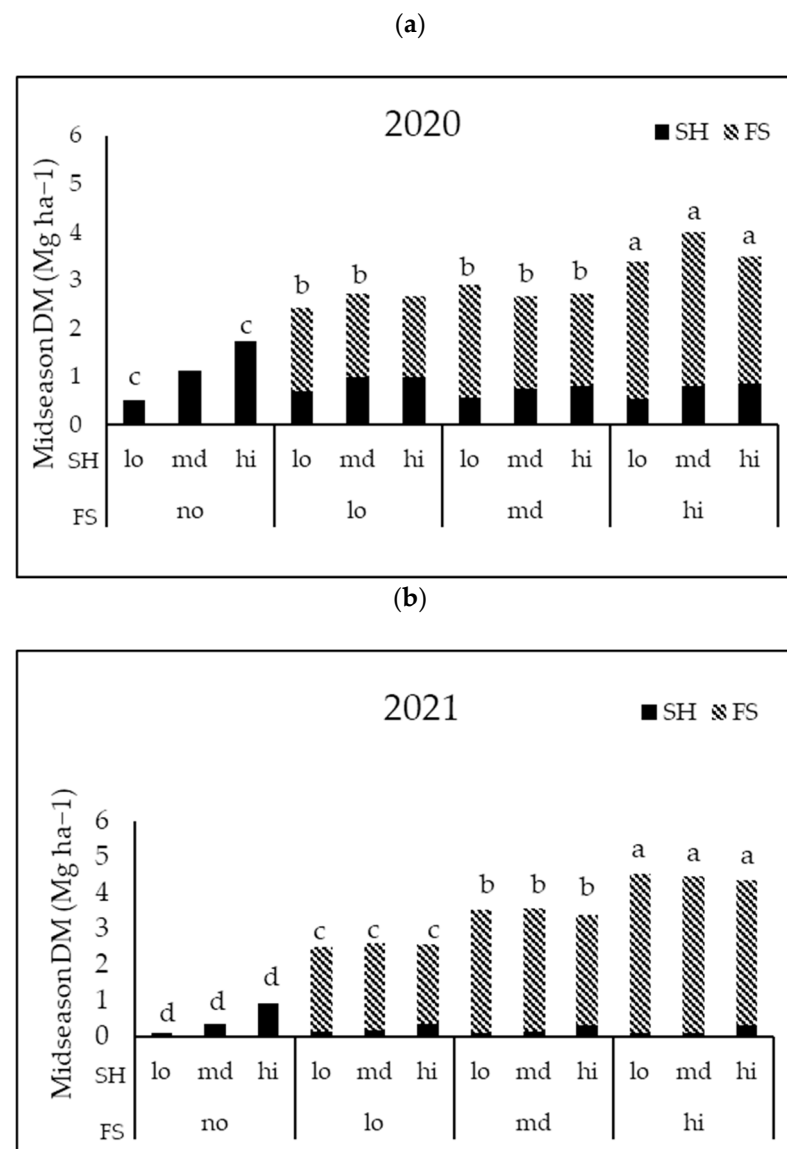 (a)
2020
SH FS
Midseason DM (Mg ha−1)
6
5
4
3
2
1
0
c c b b b b b a a a
SH lo md hi lo md hi lo md hi lo md hi
FS no lo md hi
(b)
2021
SH FS
Midseason DM (Mg ha−1)
6
5
4
3
2
1
0
d d d c c c b b b a a a
SH lo md hi lo md hi lo md hi lo md hi
FS no lo md hi